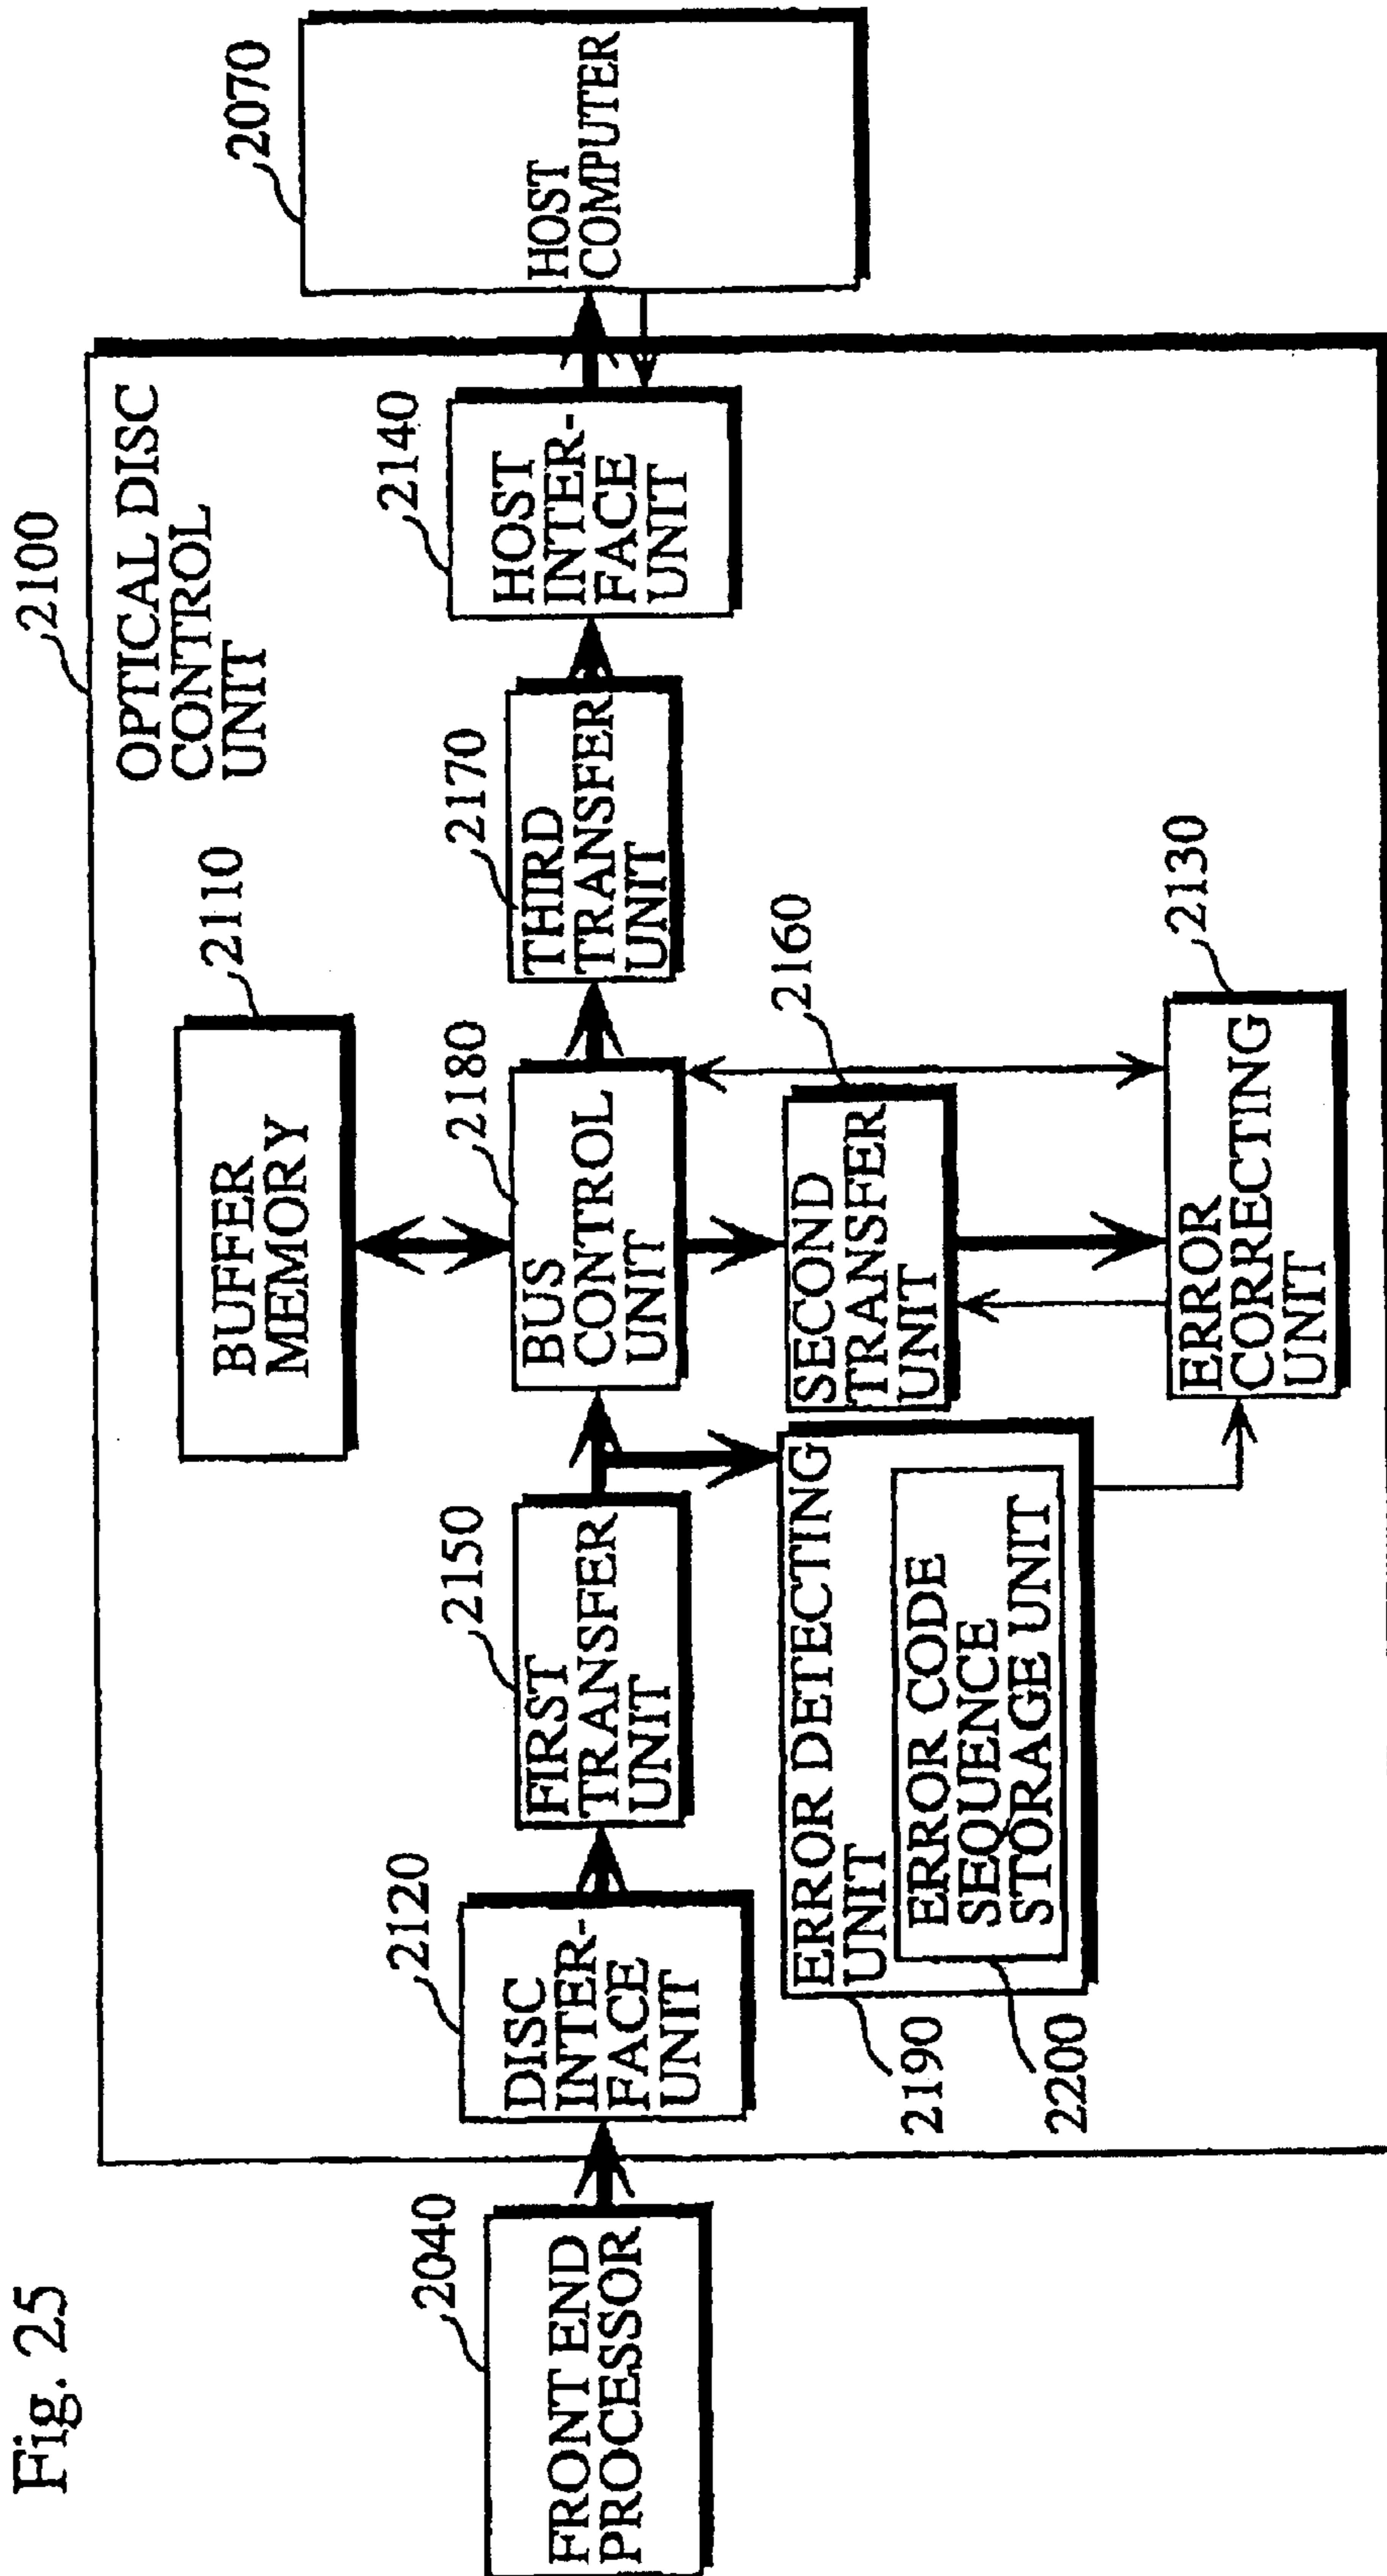 Fig. 25
2100
OPTICAL DISC
CONTROL
UNIT
2110
BUFFER
MEMORY
2040
FRONT END
PROCESSOR
2120
DISC
INTER-
FACE
UNIT
2150
FIRST
TRANSFER
UNIT
2180
BUS
CONTROL
UNIT
2170
THIRD
TRANSFER
UNIT
2140
HOST
INTER-
FACE
UNIT
2070
HOST
COMPUTER
2190
ERROR DETECTING
UNIT
2200
ERROR CODE
SEQUENCE
STORAGE UNIT
2160
SECOND
TRANSFER
UNIT
2130
ERROR
CORRECTING
UNIT